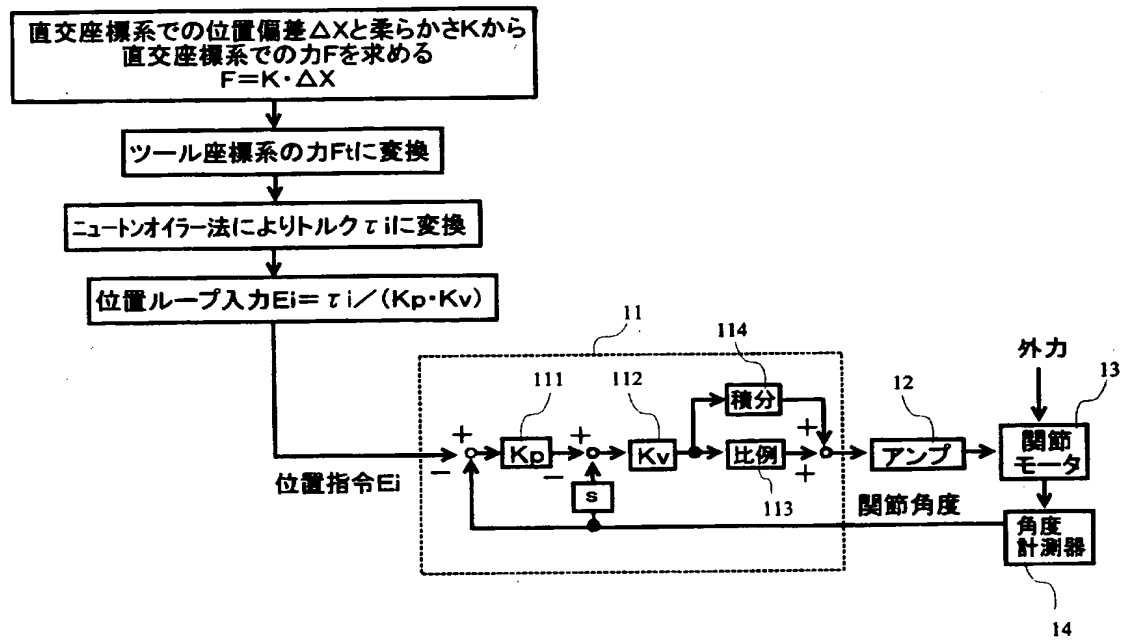 直交座標系での位置偏差△Xと柔らかさKから
直交座標系での力Fを求める
F=K・△X
ツール座標系の力Ftに変換
ニュートンオイラー法によりトルクτiに変換
位置ループ入力Ei=τi/(Kp・Kv)
11
114
外力
13
111
112
積分
12
+
+
+
Kp
Kv
比例
アンプ
関節
モータ
−
−
+
位置指令Ei
s
113
関節角度
角度
計測器
14